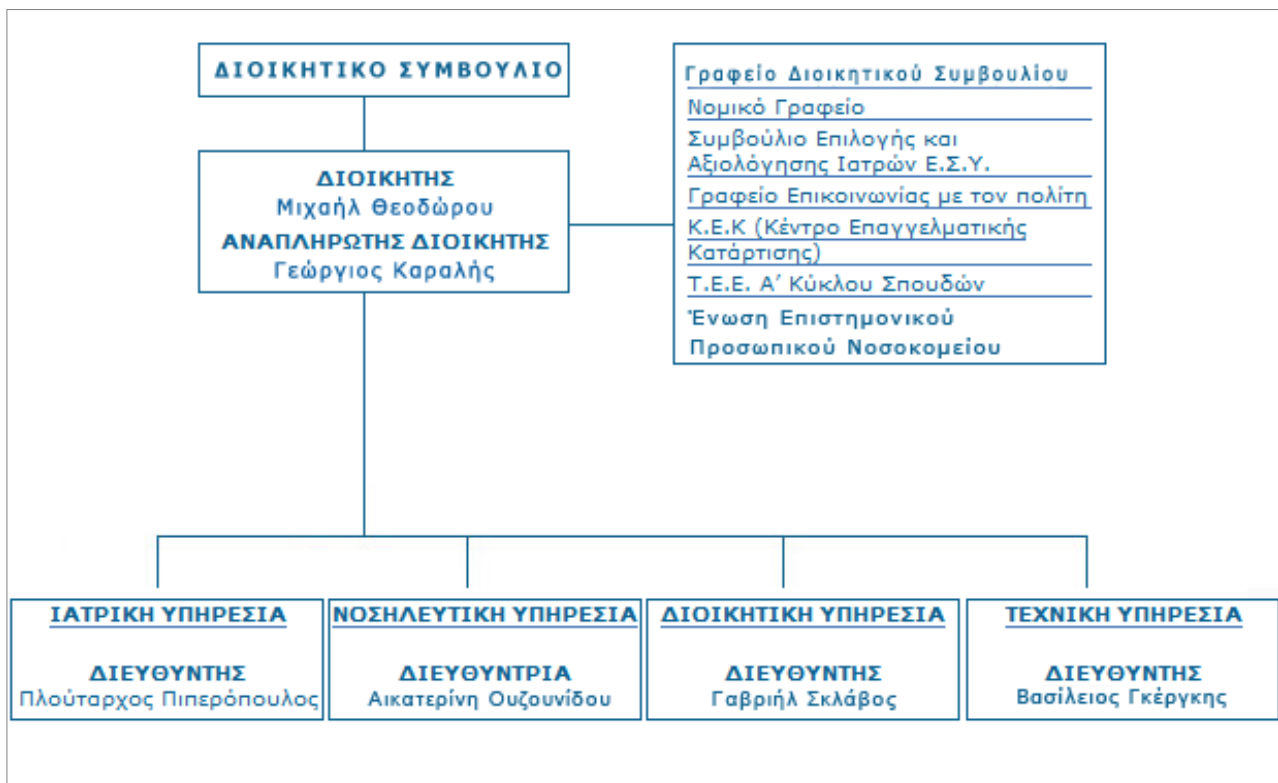 ΔΙΟΙΚΗΤΙΚΟ ΣΥΜΒΟΥΛΙΟ
ΔΙΟΙΚΗΤΗΣ
Μιχαήλ Θεοδώρου
ΑΝΑΠΛΗΡΩΤΗΣ ΔΙΟΙΚΗΤΗΣ
Γεώργιος Καραλής
Γραφείο Διοικητικού Συμβουλίου
Νομικό Γραφείο
Συμβούλιο Επιλογής και
Αξιολόγησης Ιατρών Ε.Σ.Υ.
Γραφείο Επικοινωνίας με τον πολίτη
Κ.Ε.Κ (Κέντρο Επαγγελματικής
Κατάρτισης)
Τ.Ε.Ε. Α΄ Κύκλου Σπουδών
Ένωση Επιστημονικού
Προσωπικού Νοσοκομείου
ΙΑΤΡΙΚΗ ΥΠΗΡΕΣΙΑ
ΔΙΕΥΘΥΝΤΗΣ
Πλούταρχος Πιπερόπουλος
ΝΟΣΗΛΕΥΤΙΚΗ ΥΠΗΡΕΣΙΑ
ΔΙΕΥΘΥΝΤΡΙΑ
Αικατερίνη Ουζουνίδου
ΔΙΟΙΚΗΤΙΚΗ ΥΠΗΡΕΣΙΑ
ΔΙΕΥΘΥΝΤΗΣ
Γαβριήλ Σκλάβος
ΤΕΧΝΙΚΗ ΥΠΗΡΕΣΙΑ
ΔΙΕΥΘΥΝΤΗΣ
Βασίλειος Γκέργκης